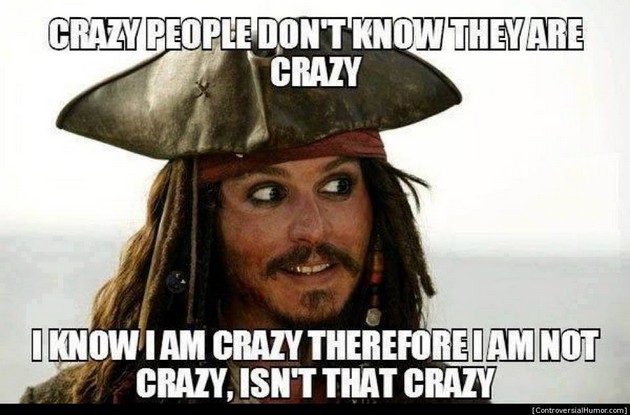 CRAZY PEOPLE DON'T KNOW THEY ARE
CRAZY
I KNOW I AM CRAZY THEREFORE I AM NOT
CRAZY, ISN'T THAT CRAZY
[ControversialHumor.com]